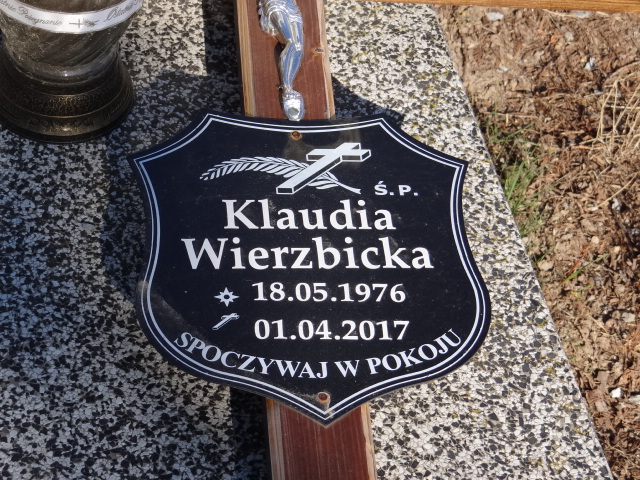 Ś.P.
Klaudia
Wierzbicka
18.05.1976
01.04.2017
SPOCZYWAJ W POKOJU